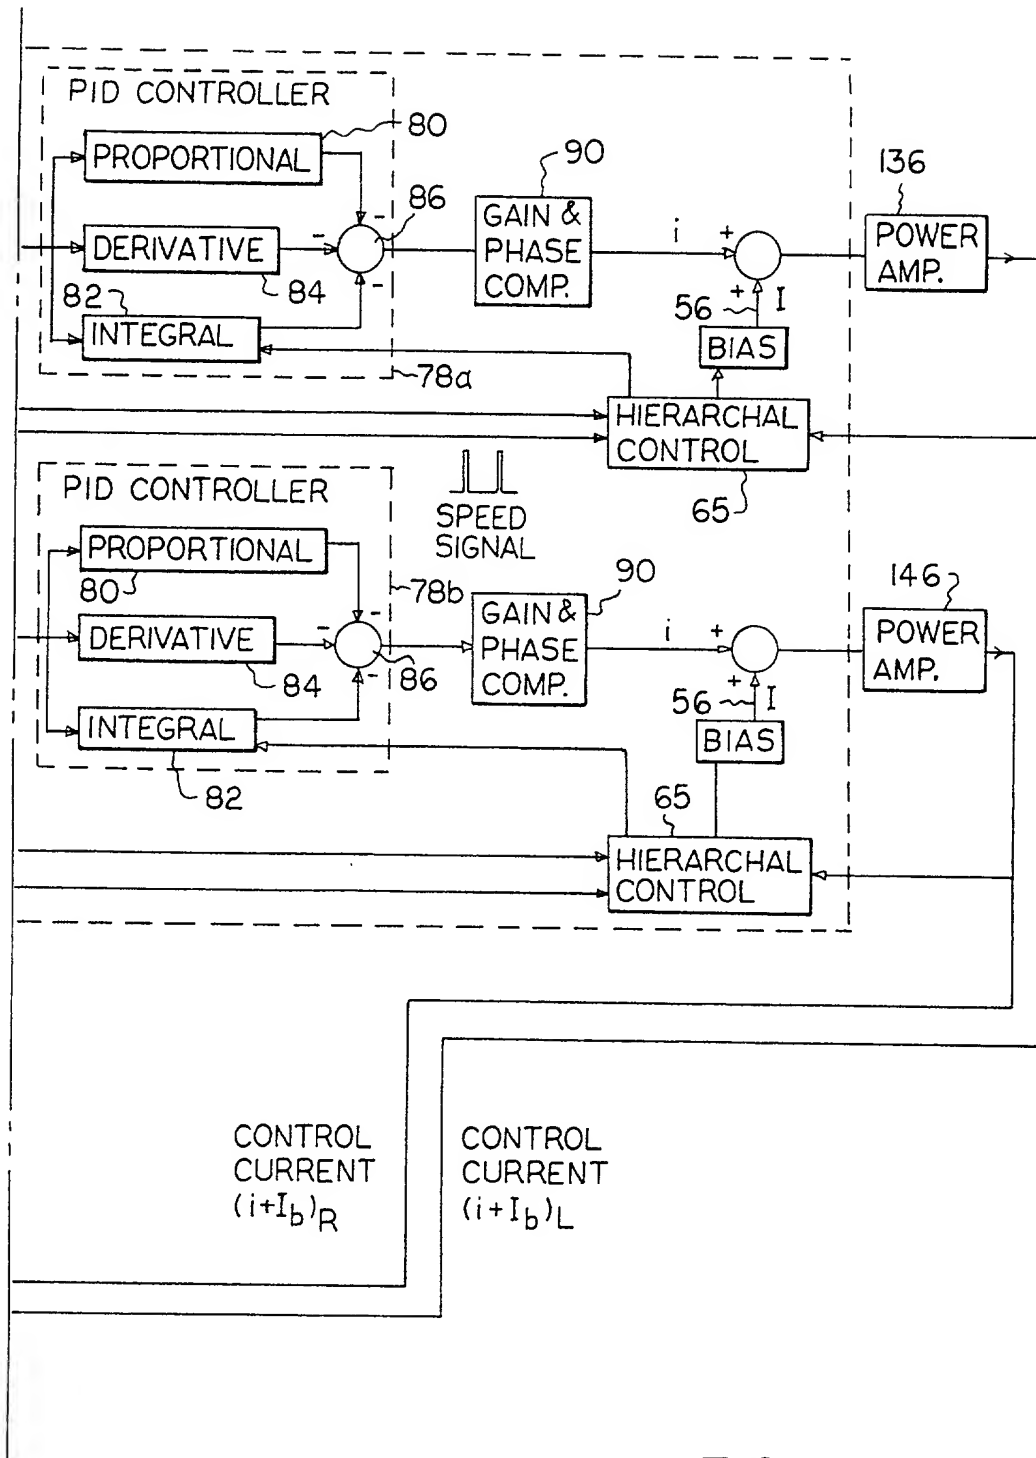 PID CONTROLLER
80
PROPORTIONAL
90
136
86
GAIN &
PHASE
COMP.
i
+
POWER
AMP.
-
DERIVATIVE
-
-
84
82
INTEGRAL
56
+
I
BIAS
78a
HIERARCHAL
CONTROL
65
PID CONTROLLER
SPEED
SIGNAL
PROPORTIONAL
80
78b
90
146
-
GAIN &
PHASE
COMP.
i
+
POWER
AMP.
DERIVATIVE
-
-
84
86
INTEGRAL
56
+
I
BIAS
82
65
HIERARCHAL
CONTROL
CONTROL
CURRENT
(i+I_b)_R
CONTROL
CURRENT
(i+I_b)_L